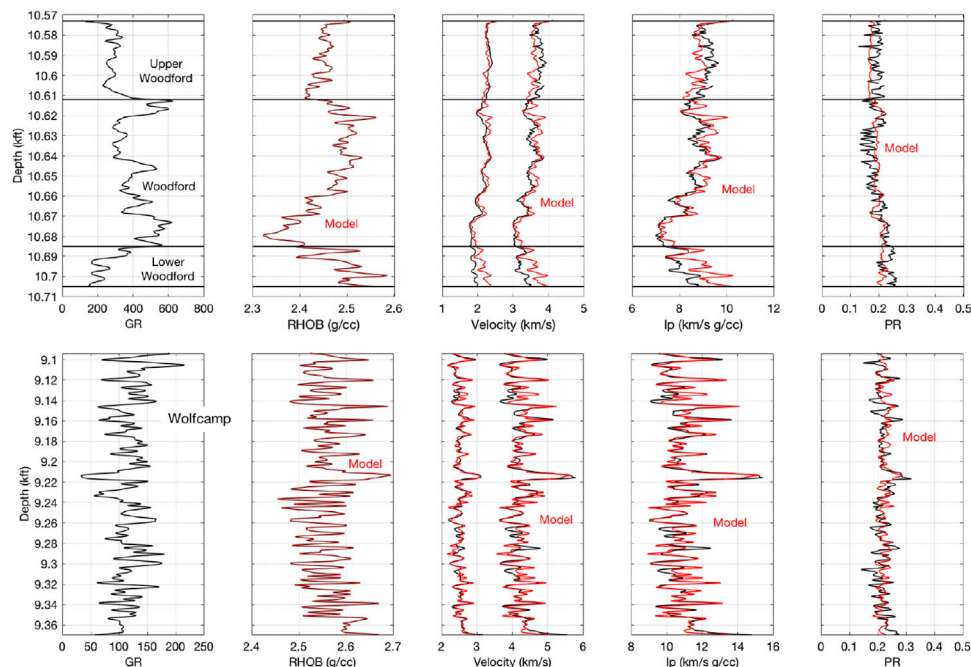 10.57
10.58
10.59
10.6
10.61
10.62
10.63
10.64
10.65
10.66
10.67
10.68
10.69
10.7
10.71
Depth (kft)
Upper
Woodford
Woodford
Lower
Woodford
0 200 400 600 800
GR
Model
2.3 2.4 2.5 2.6
RHOB (g/cc)
Model
1 2 3 4 5
Velocity (km/s)
Model
6 8 10 12
Ip (km/s g/cc)
Model
0 0.1 0.2 0.3 0.4 0.5
PR
9.1
9.12
9.14
9.16
9.18
9.2
9.22
9.24
9.26
9.28
9.3
9.32
9.34
9.36
Depth (kft)
Wolfcamp
0 50 100 150 200 250
GR
Model
2.4 2.5 2.6 2.7
RHOB (g/cc)
Model
2 3 4 5 6
Velocity (km/s)
Model
8 10 12 14 16
Ip (km/s g/cc)
Model
0 0.1 0.2 0.3 0.4 0.5
PR